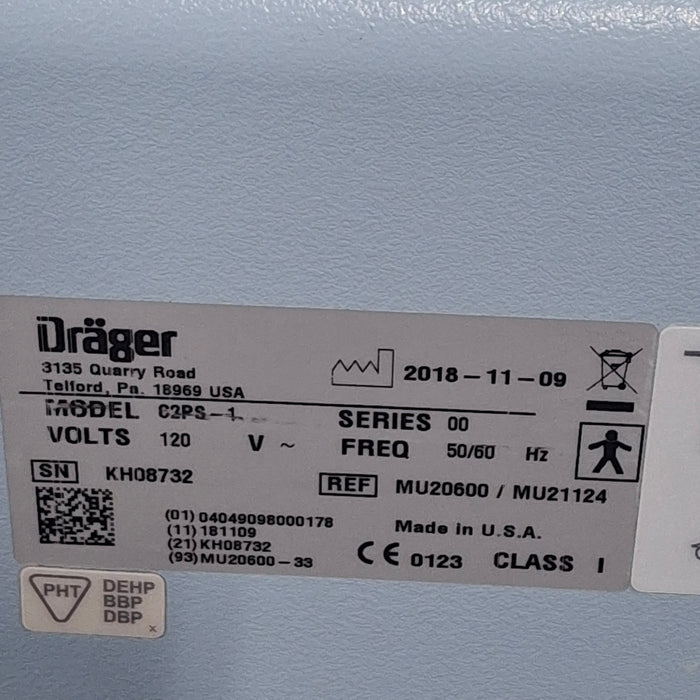 Dräger
3135 Quarry Road
Telford, Pa. 18969 USA
2018-11-09
MODEL C2PS-1
SERIES 00
VOLTS 120 V ~
FREQ 50/60 Hz
SN KH08732
REF MU20600 / MU21124
(01) 04049098000178
(11) 181109
(21) KH08732
(93) MU20600-33
Made in U.S.A.
CE 0123 CLASS I
PHT
DEHP
BBP
DBP
x